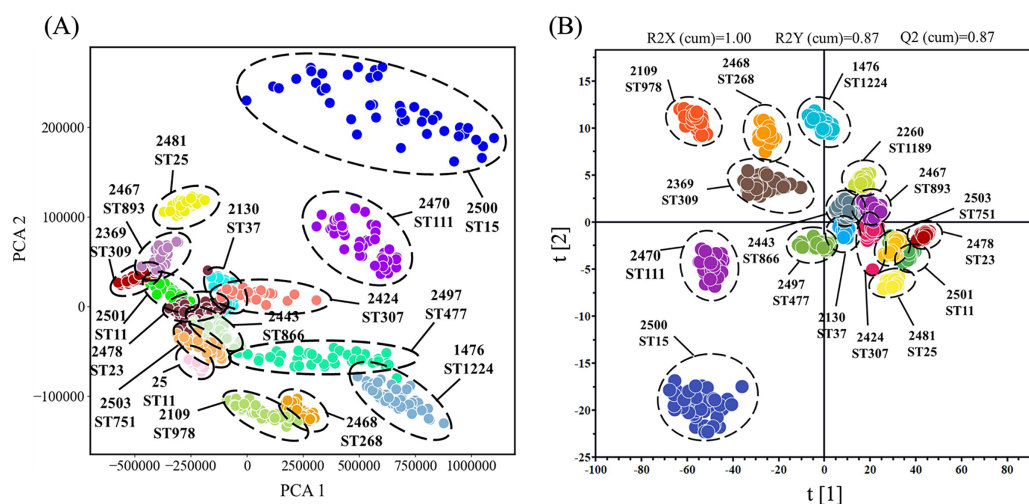 (A)
200000
100000
0
−100000
PCA 2
−500000 −250000 0 250000 500000 750000 1000000
PCA 1
2481
ST25
2467
ST893
2369
ST309
2130
ST37
2470
ST111
2500
ST15
2501
ST11
2478
ST23
2443
ST866
2424
ST307
2497
ST477
1476
ST1224
2503
ST751
25
ST11
2109
ST978
2468
ST268
(B)
R2X (cum)=1.00 R2Y (cum)=0.87 Q2 (cum)=0.87
15
10
5
0
-5
-10
-15
-20
-25
t [2]
-100 -80 -60 -40 -20 0 20 40 60 80
t [1]
2109
ST978
2468
ST268
1476
ST1224
2260
ST1189
2467
ST893
2369
ST309
2503
ST751
2478
ST23
2443
ST866
2470
ST111
2497
ST477
2501
ST11
2130
ST37
2424
ST307
2481
ST25
2500
ST15